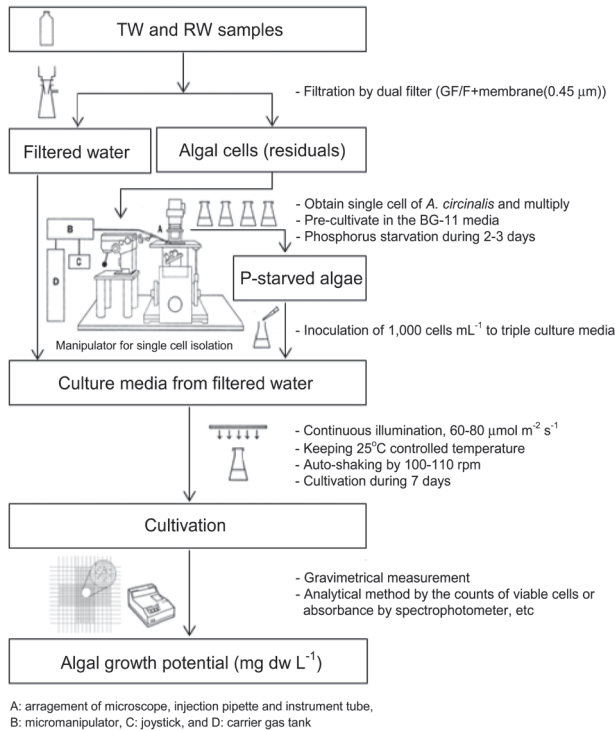 TW and RW samples
- Filtration by dual filter (GF/F+membrane(0.45 μm))
Filtered water
Algal cells (residuals)
- Obtain single cell of A. circinalis and multiply
- Pre-cultivate in the BG-11 media
- Phosphorus starvation during 2-3 days
A
B
C
D
P-starved algae
Manipulator for single cell isolation
- Inoculation of 1,000 cells mL⁻¹ to triple culture media
Culture media from filtered water
- Continuous illumination, 60-80 μmol m⁻² s⁻¹
- Keeping 25°C controlled temperature
- Auto-shaking by 100-110 rpm
- Cultivation during 7 days
Cultivation
- Gravimetrical measurement
- Analytical method by the counts of viable cells or
absorbance by spectrophotometer, etc
Algal growth potential (mg dw L⁻¹)
A: arragement of microscope, injection pipette and instrument tube,
B: micromanipulator, C: joystick, and D: carrier gas tank